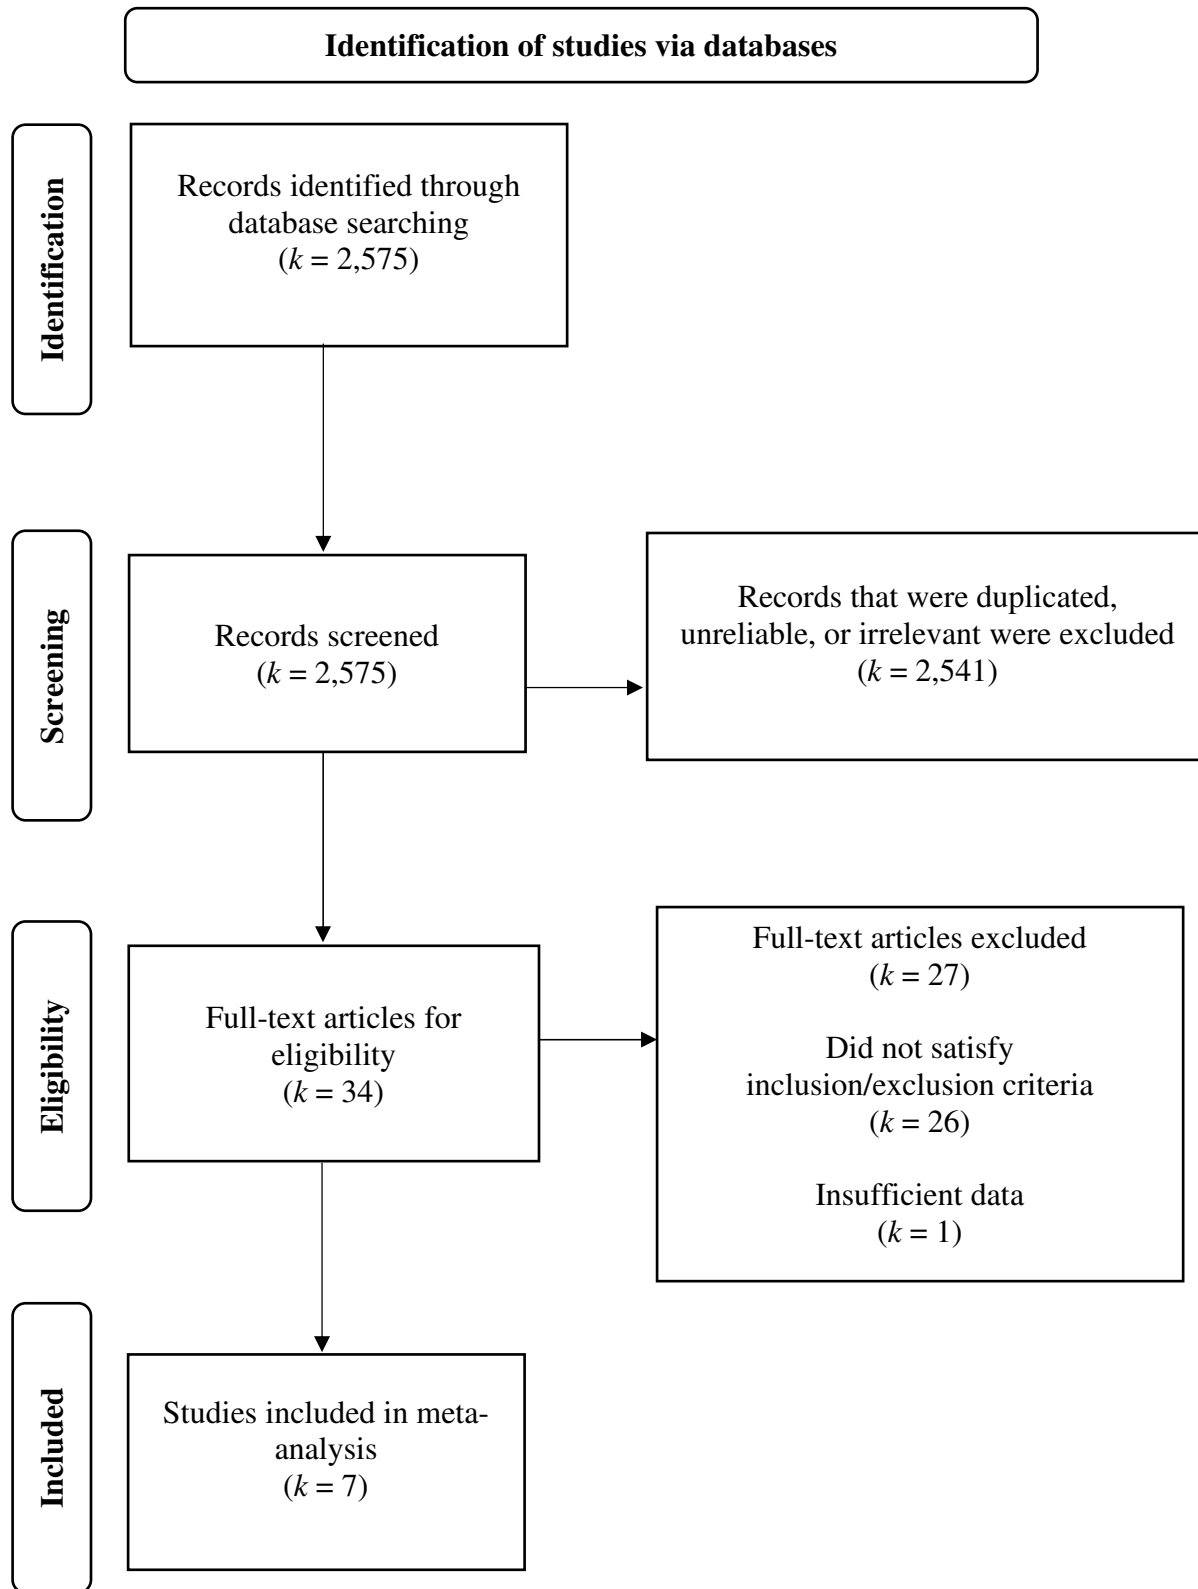 Identification of studies via databases
Identification
Records identified through
database searching
(k = 2,575)
Screening
Records screened
(k = 2,575)
Records that were duplicated,
unreliable, or irrelevant were excluded
(k = 2,541)
Eligibility
Full-text articles for
eligibility
(k = 34)
Full-text articles excluded
(k = 27)
Did not satisfy
inclusion/exclusion criteria
(k = 26)
Insufficient data
(k = 1)
Included
Studies included in meta-
analysis
(k = 7)